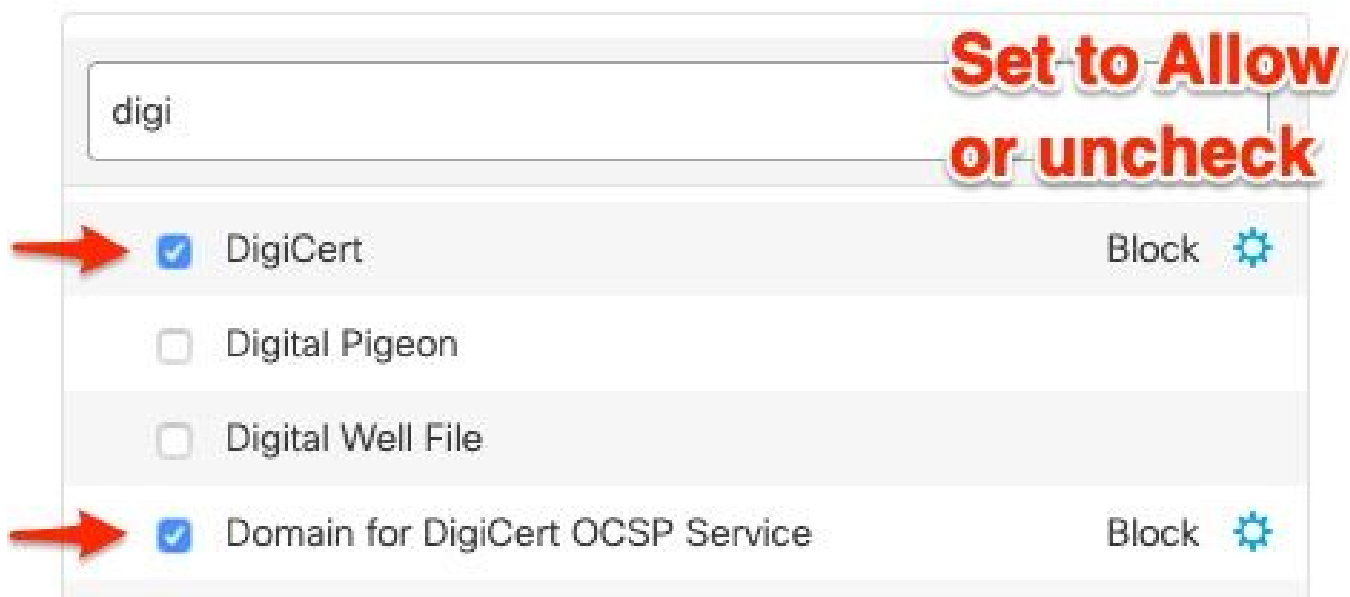 Set to Allow
or uncheck
digi
DigiCert Block
Digital Pigeon
Digital Well File
Domain for DigiCert OCSP Service Block